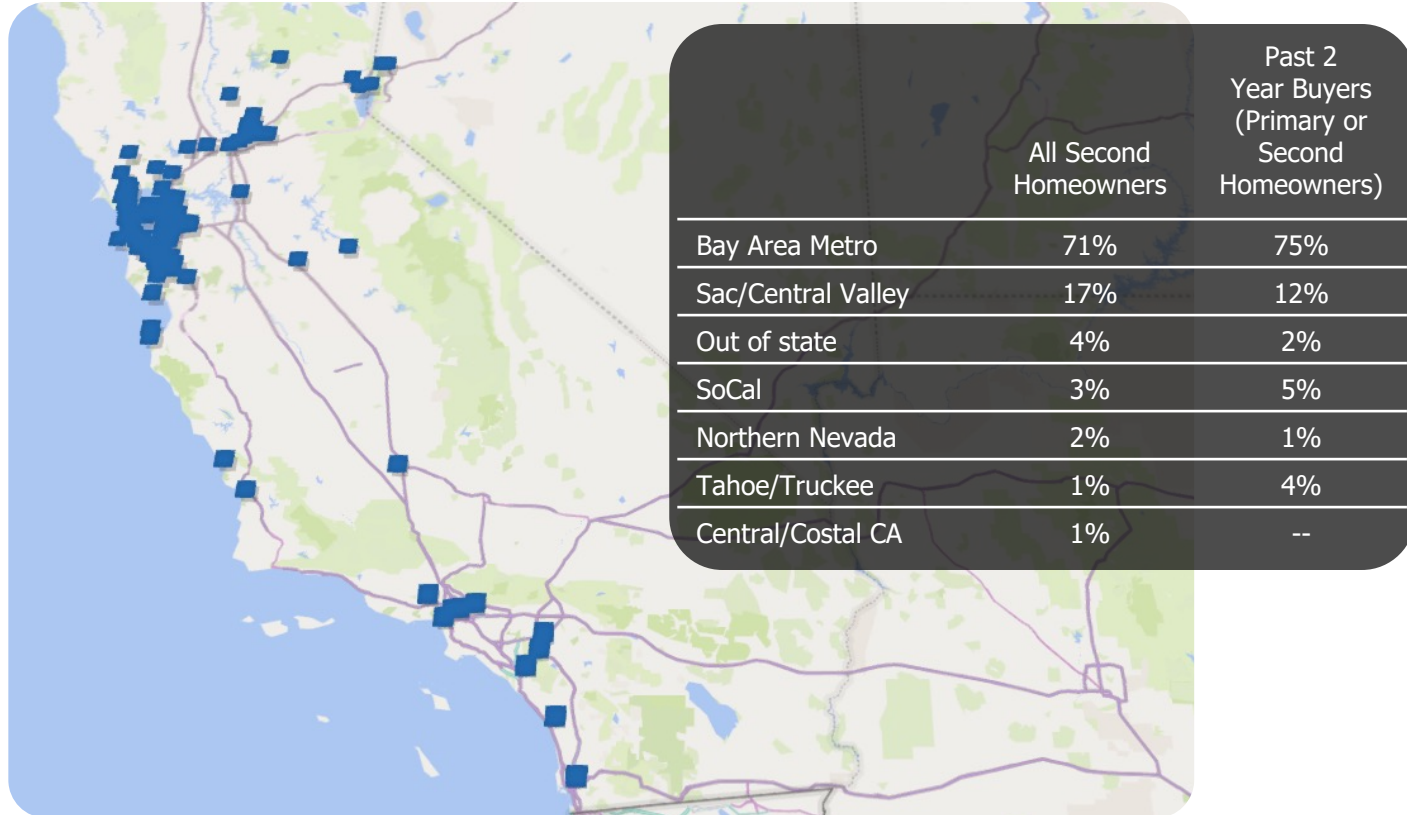 Past 2
Year Buyers
(Primary or
All Second Second
Homeowners Homeowners)
Bay Area Metro 71% 75%
Sac/Central Valley 17% 12%
Out of state 4% 2%
SoCal 3% 5%
Northern Nevada 2% 1%
Tahoe/Truckee 1% 4%
Central/Costal CA 1% --